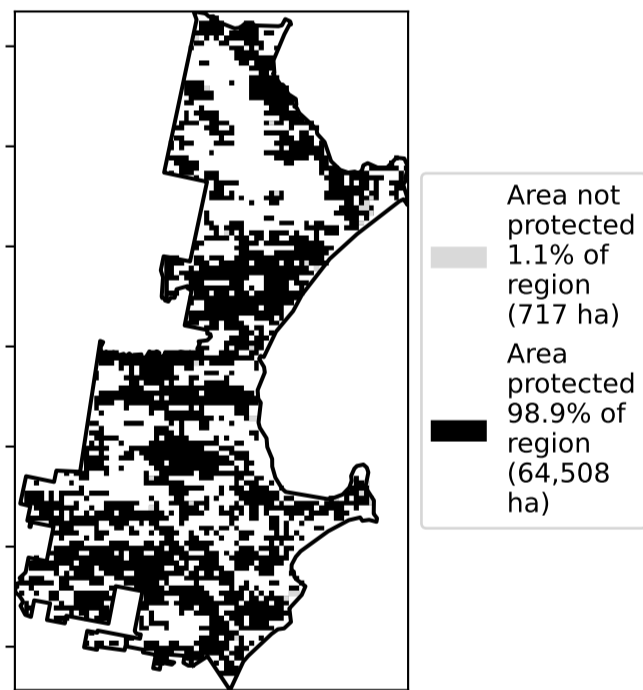 Area not
protected
1.1% of
region
(717 ha)
Area
protected
98.9% of
region
(64,508
ha)